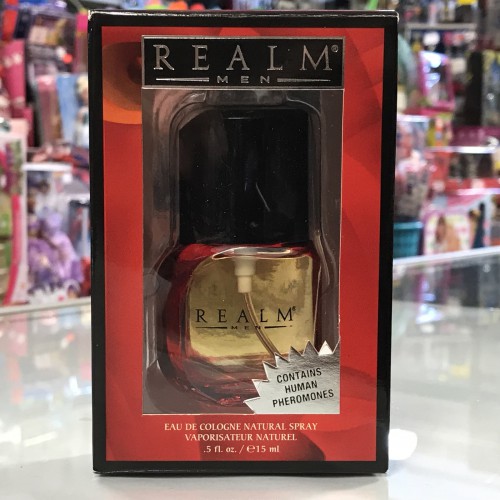 REALM®
MEN
REALM®
MEN
CONTAINS
HUMAN
PHEROMONES
EAU DE COLOGNE NATURAL SPRAY
VAPORISATEUR NATUREL
.5 fl. oz. / ℮15 ml